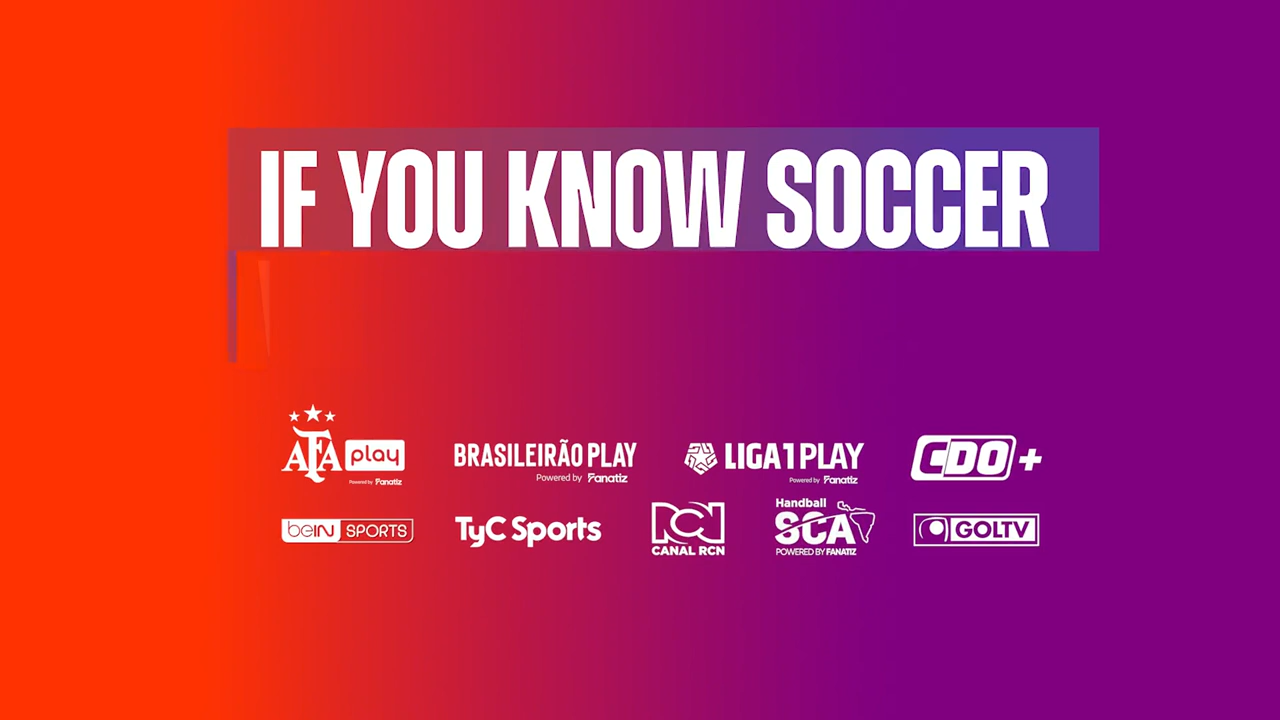 IF YOU KNOW SOCCER
AFA play
Powered by Fanatiz
BRASILEIRÃO PLAY
Powered by Fanatiz
LIGA1 PLAY
Powered by Fanatiz
CDO+
beIN SPORTS
TyC Sports
RCN
CANAL RCN
Handball
SCA
POWERED BY FANATIZ
GOLTV